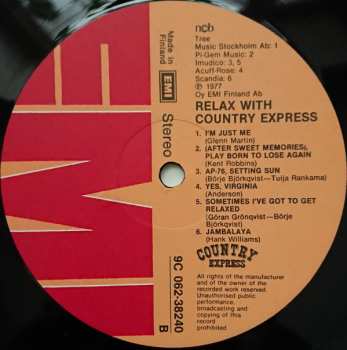 Made in
Finland
EMI
Stereo
9C 062-38240
B
ncb
Tree
Music Stockholm Ab: 1
Pi-Gem Music: 2
Imudico: 3, 5
Acuff-Rose: 4
Scandia: 6
℗ 1977
Oy EMI Finland Ab
RELAX WITH
COUNTRY EXPRESS
1. I'M JUST ME
(Glenn Martin)
2. (AFTER SWEET MEMORIES),
PLAY BORN TO LOSE AGAIN
(Kent Robbins)
3. AP-76, SETTING SUN
(Börje Björkqvist—Tuija Rankama)
4. YES, VIRGINIA
(Anderson)
5. SOMETIMES I'VE GOT TO GET
RELAXED
(Göran Grönqvist—Börje
Björkqvist)
6. JAMBALAYA
(Hank Williams)
COUNTRY
EXPRESS
All rights of the manufacturer
and of the owner of the
recorded work reserved.
Unauthorised public
performance,
broadcasting and
copying of this
record
prohibited